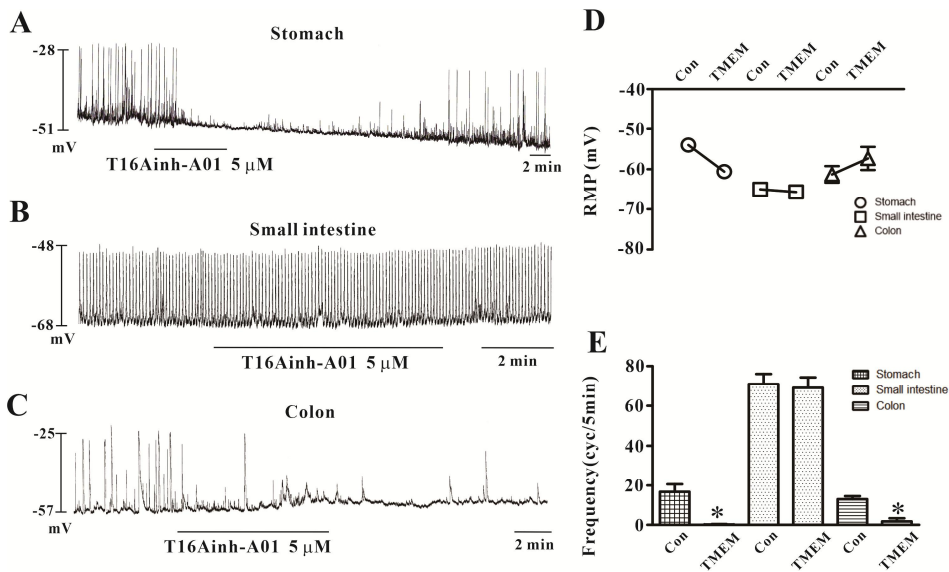 A
Stomach
-28
-51
mV
T16Ainh-A01 5 μM
2 min
B
Small intestine
-48
-68
mV
T16Ainh-A01 5 μM
2 min
C
Colon
-25
-57
mV
T16Ainh-A01 5 μM
2 min
D
Con TMEM Con TMEM Con TMEM
-40
-50
-60
-70
-80
RMP (mV)
Stomach
Small intestine
Colon
E
80
60
40
20
0
Frequency(cyc/5min)
Stomach
Small intestine
Colon
* *
Con TMEM Con TMEM Con TMEM